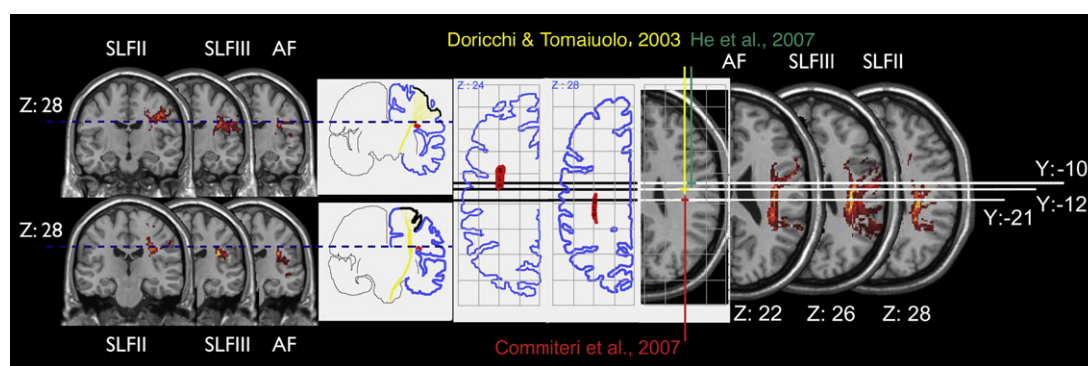 Doricchi & Tomaiuolo, 2003 He et al., 2007
SLFII SLFIII AF
AF SLFIII SLFII
Z: 28
Z: 24
Z: 28
Y:-10
Y:-12
Y:-21
Z: 28
Z: 22 Z: 26 Z: 28
SLFII SLFIII AF
Commiteri et al., 2007